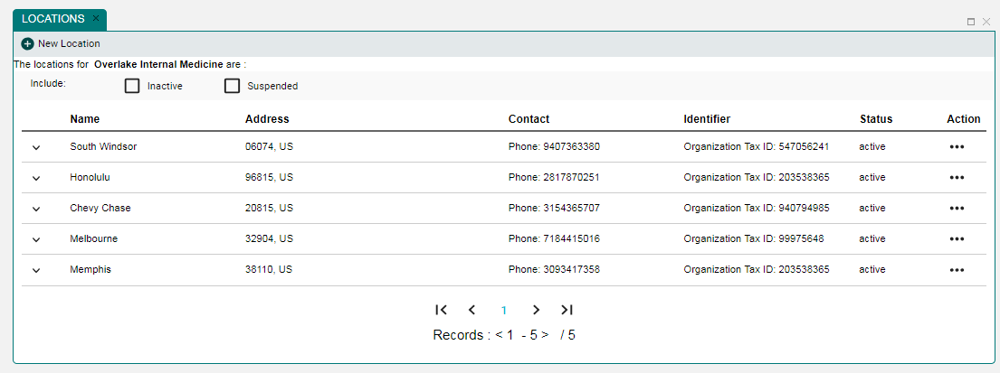 LOCATIONS ×
New Location
The locations for Overlake Internal Medicine are :
Include: Inactive Suspended
Name Address Contact Identifier Status Action
South Windsor 06074, US Phone: 9407363380 Organization Tax ID: 547056241 active •••
Honolulu 96815, US Phone: 2817870251 Organization Tax ID: 203538365 active •••
Chevy Chase 20815, US Phone: 3154365707 Organization Tax ID: 940794985 active •••
Melbourne 32904, US Phone: 7184415016 Organization Tax ID: 99975648 active •••
Memphis 38110, US Phone: 3093417358 Organization Tax ID: 203538365 active •••
1
Records : < 1 - 5 > / 5